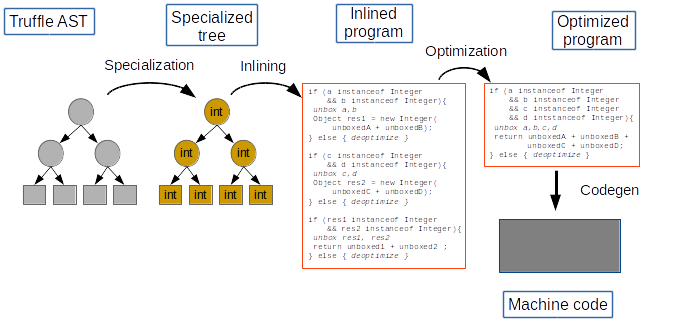 Truffle AST
Specialized
tree
Inlined
program
Optimized
program
Specialization
Inlining
Optimization
int
int
int
int
int
int
int
if (a instanceof Integer
&& b instanceof Integer){
unbox a,b
Object res1 = new Integer(
unboxedA + unboxedB);
} else { deoptimize }
if (c instanceof Integer
&& d instanceof Integer){
unbox c,d
Object res2 = new Integer(
unboxedC + unboxedD);
} else { deoptimize }
if (res1 instanceof Integer
&& res2 instanceof Integer){
unbox res1, res2
return unboxed1 + unboxed2 ;
} else { deoptimize }
if (a instanceof Integer
&& b instanceof Integer
&& c instanceof Integer
&& d intstanceof Integer){
unbox a,b,c,d
return unboxedA + unboxedB +
unboxedC + unboxedD;
} else { deoptimize }
Codegen
Machine code